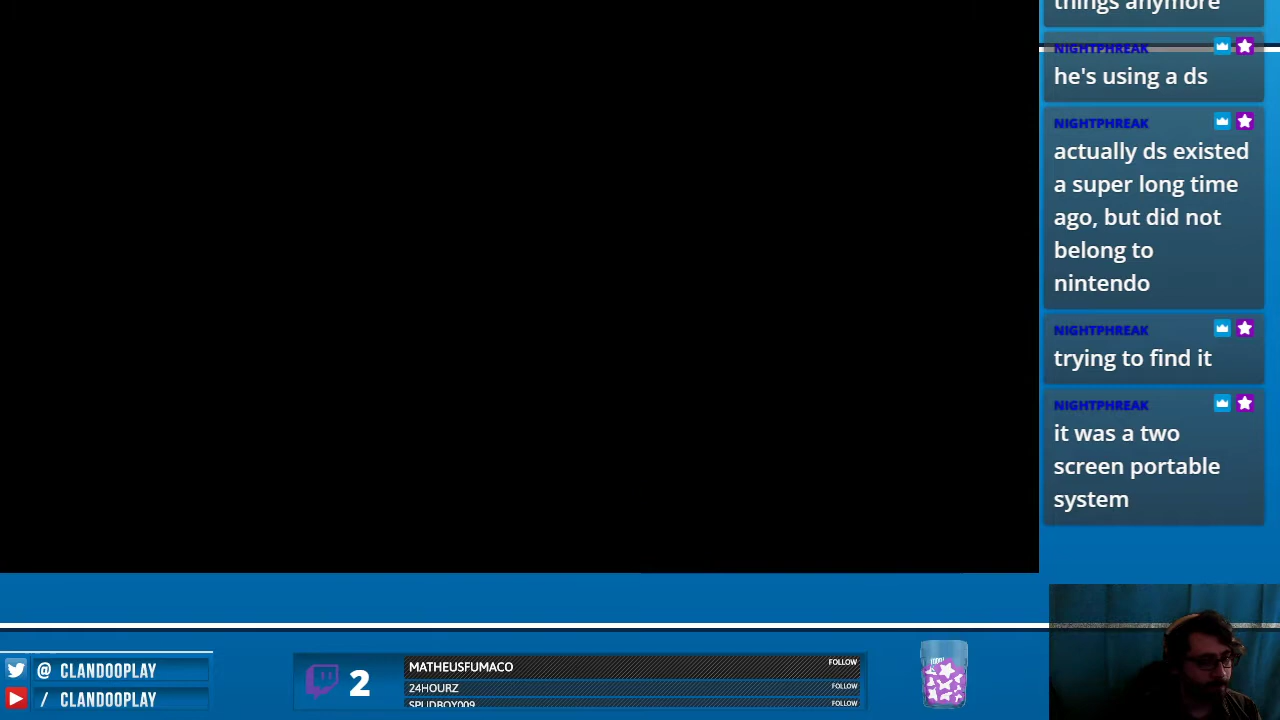 things anymore
NIGHTPHREAK
he's using a ds
NIGHTPHREAK
actually ds existed
a super long time
ago, but did not
belong to
nintendo
NIGHTPHREAK
trying to find it
NIGHTPHREAK
it was a two
screen portable
system
@ CLANDOOPLAY
/ CLANDOOPLAY
2
MATHEUSFUMACO FOLLOW
24HOURZ FOLLOW
SPUDBOY009 FOLLOW